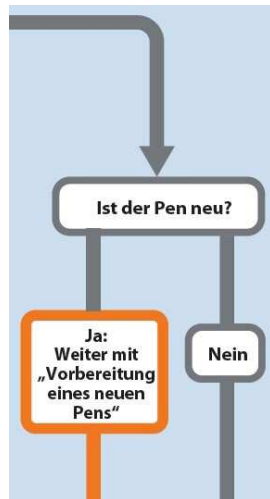 Ist der Pen neu?
Ja:
Weiter mit
„Vorbereitung
eines neuen
Pens“
Nein